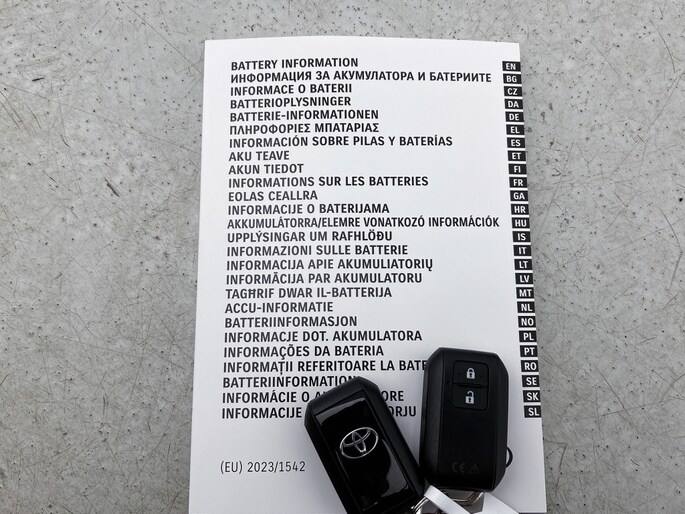 BATTERY INFORMATION EN
ИНФОРМАЦИЯ ЗА АКУМУЛАТОРА И БАТЕРИИТЕ BG
INFORMACE O BATERII CZ
BATTERIOPLYSNINGER DA
BATTERIE-INFORMATIONEN DE
ΠΛΗΡΟΦΟΡΙΕΣ ΜΠΑΤΑΡΙΑΣ EL
INFORMACIÓN SOBRE PILAS Y BATERÍAS ES
AKU TEAVE ET
AKUN TIEDOT FI
INFORMATIONS SUR LES BATTERIES FR
EOLAS CEALLRA GA
INFORMACIJE O BATERIJAMA HR
AKKUMULÁTORRA/ELEMRE VONATKOZÓ INFORMÁCIÓK HU
UPPLÝSINGAR UM RAFHLÖÐU IS
INFORMAZIONI SULLE BATTERIE IT
INFORMACIJA APIE AKUMULIATORIŲ LT
INFORMĀCIJA PAR AKUMULATORU LV
TAGĦRIF DWAR IL-BATTERIJA MT
ACCU-INFORMATIE NL
BATTERIINFORMASJON NO
INFORMACJE DOT. AKUMULATORA PL
INFORMAÇÕES DA BATERIA PT
INFORMAȚII REFERITOARE LA RO
BATTERIINFORMATION SE
INFORMÁCIE O SK
INFORMACIJE SL
(EU) 2023/1542
CE